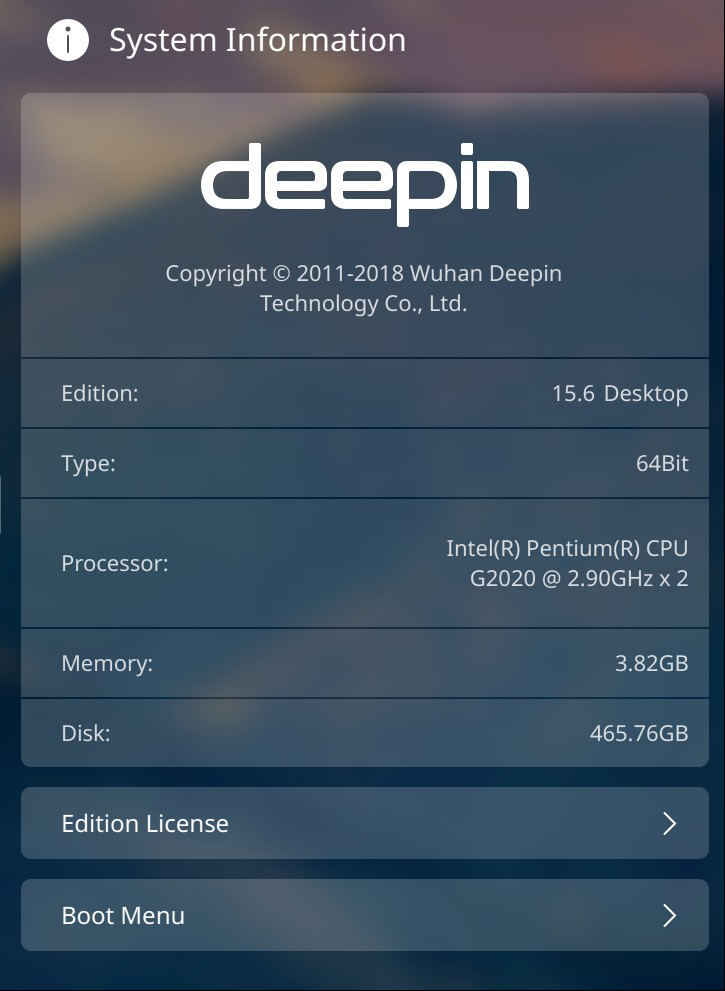 System Information
deepin
Copyright © 2011-2018 Wuhan Deepin
Technology Co., Ltd.
Edition: 15.6 Desktop
Type: 64Bit
Processor: Intel(R) Pentium(R) CPU
G2020 @ 2.90GHz x 2
Memory: 3.82GB
Disk: 465.76GB
Edition License
Boot Menu